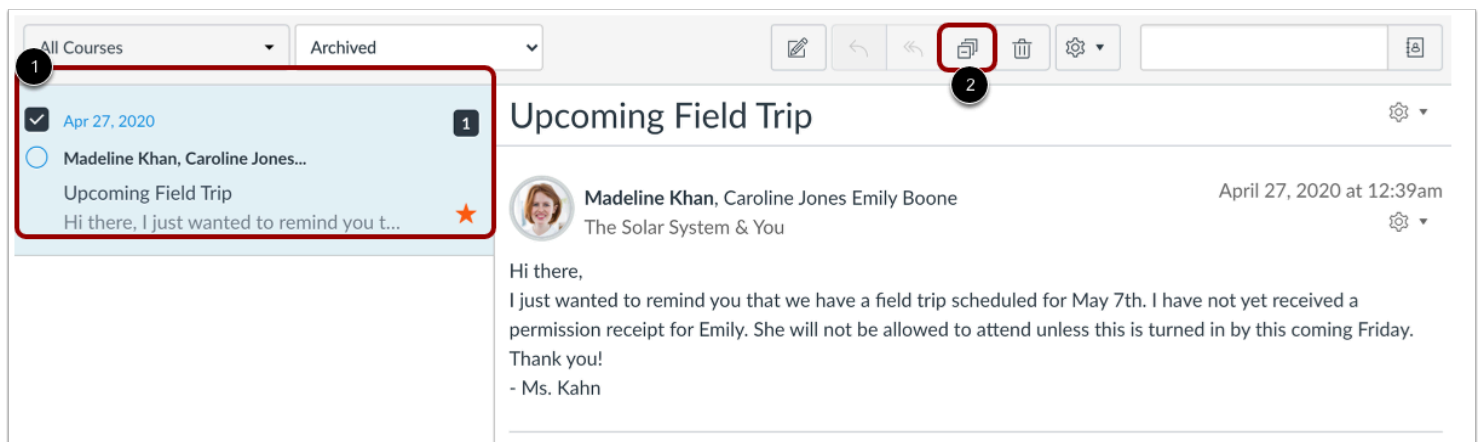 All Courses
Archived
1
2
Apr 27, 2020
1
Madeline Khan, Caroline Jones...
Upcoming Field Trip
Hi there, I just wanted to remind you t...
Upcoming Field Trip
Madeline Khan, Caroline Jones Emily Boone
April 27, 2020 at 12:39am
The Solar System & You
Hi there,
I just wanted to remind you that we have a field trip scheduled for May 7th. I have not yet received a
permission receipt for Emily. She will not be allowed to attend unless this is turned in by this coming Friday.
Thank you!
- Ms. Kahn